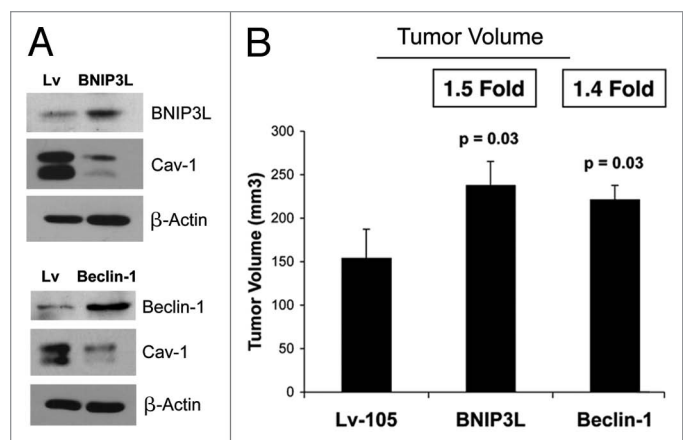 A
Lv BNIP3L
BNIP3L
Cav-1
β-Actin
Lv Beclin-1
Beclin-1
Cav-1
β-Actin
B
Tumor Volume
1.5 Fold
1.4 Fold
p = 0.03
p = 0.03
Tumor Volume (mm3)
300
250
200
150
100
50
0
Lv-105 BNIP3L Beclin-1